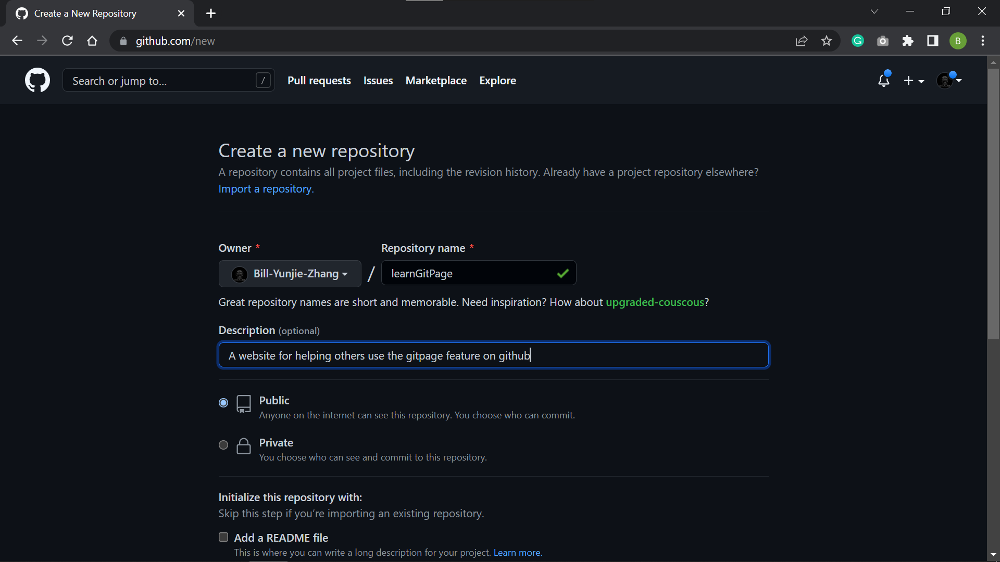 Create a New Repository
github.com/new
G
B
Search or jump to...
/
Pull requests
Issues
Marketplace
Explore
Create a new repository
A repository contains all project files, including the revision history. Already have a project repository elsewhere?
Import a repository.
Owner *
Repository name *
Bill-Yunjie-Zhang
/
learnGitPage
Great repository names are short and memorable. Need inspiration? How about upgraded-couscous?
Description (optional)
A website for helping others use the gitpage feature on github
Public
Anyone on the internet can see this repository. You choose who can commit.
Private
You choose who can see and commit to this repository.
Initialize this repository with:
Skip this step if you’re importing an existing repository.
Add a README file
This is where you can write a long description for your project. Learn more.